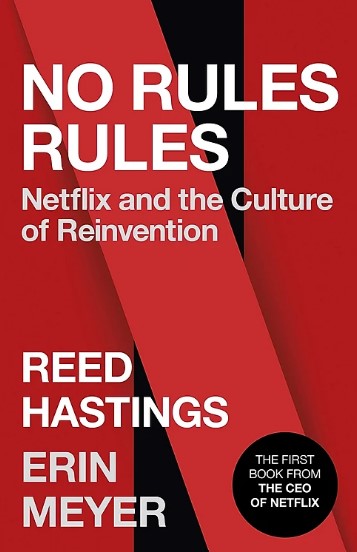 NO RULES
RULES
Netflix and the Culture
of Reinvention
REED
HASTINGS
ERIN
MEYER
THE FIRST
BOOK FROM
THE CEO
OF NETFLIX